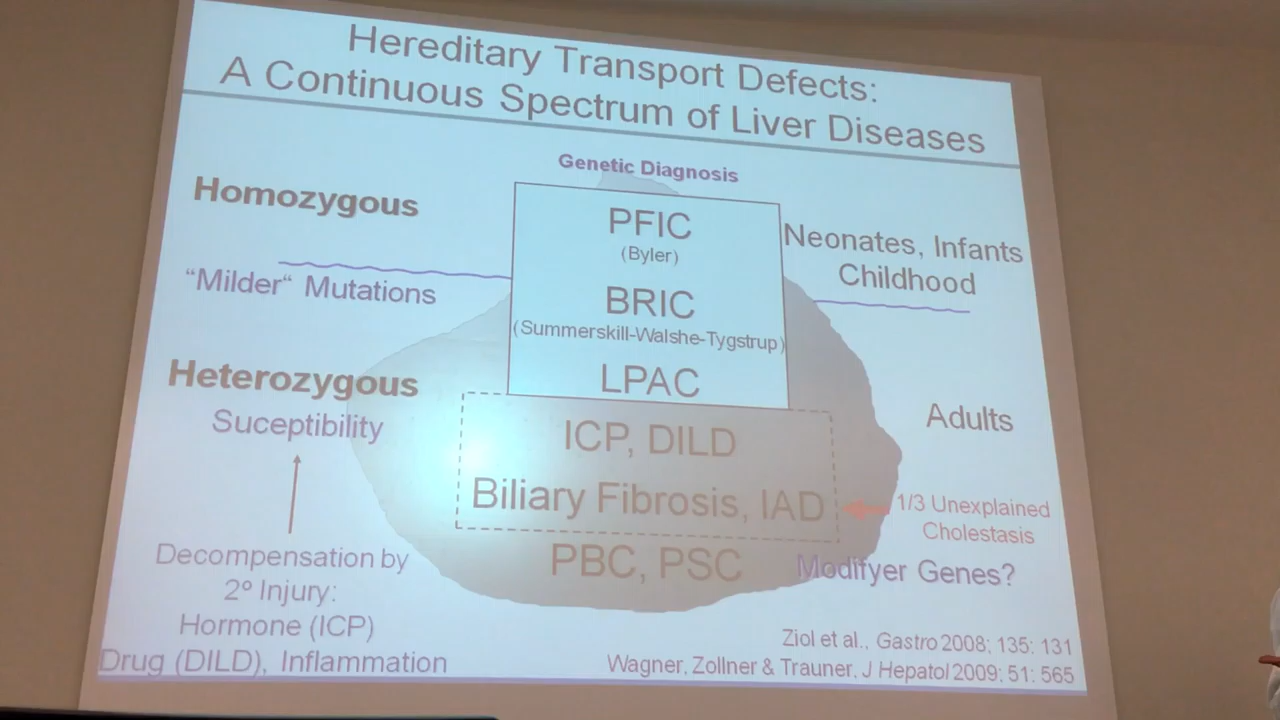 Hereditary Transport Defects:
A Continuous Spectrum of Liver Diseases
Genetic Diagnosis
Homozygous
"Milder" Mutations
PFIC
(Byler)
BRIC
(Summerskill-Walshe-Tygstrup)
LPAC
Neonates, Infants
Childhood
Heterozygous
Suceptibility
ICP, DILD
Biliary Fibrosis, IAD
PBC, PSC
Adults
1/3 Unexplained
Cholestasis
Modifyer Genes?
Decompensation by
2º Injury:
Hormone (ICP)
Drug (DILD), Inflammation
Ziol et al., Gastro 2008; 135: 131
Wagner, Zollner & Trauner, J Hepatol 2009; 51: 565